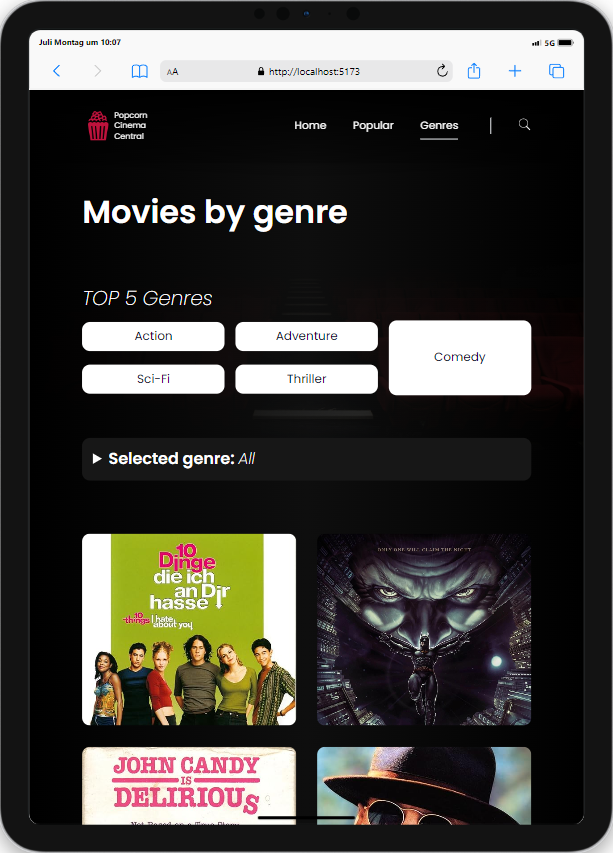 Juli Montag um 10:07
5G
AA
http://localhost:5173
Popcorn
Cinema
Central
Home
Popular
Genres
Movies by genre
TOP 5 Genres
Action
Adventure
Comedy
Sci-Fi
Thriller
Selected genre: All
10
Dinge
die ich
an Dir
hasse!
10
things I hate
about you
ONLY ONE WILL CLAIM THE NIGHT
JOHN CANDY
IS
DELIRIOUS
Not Based on a True Story